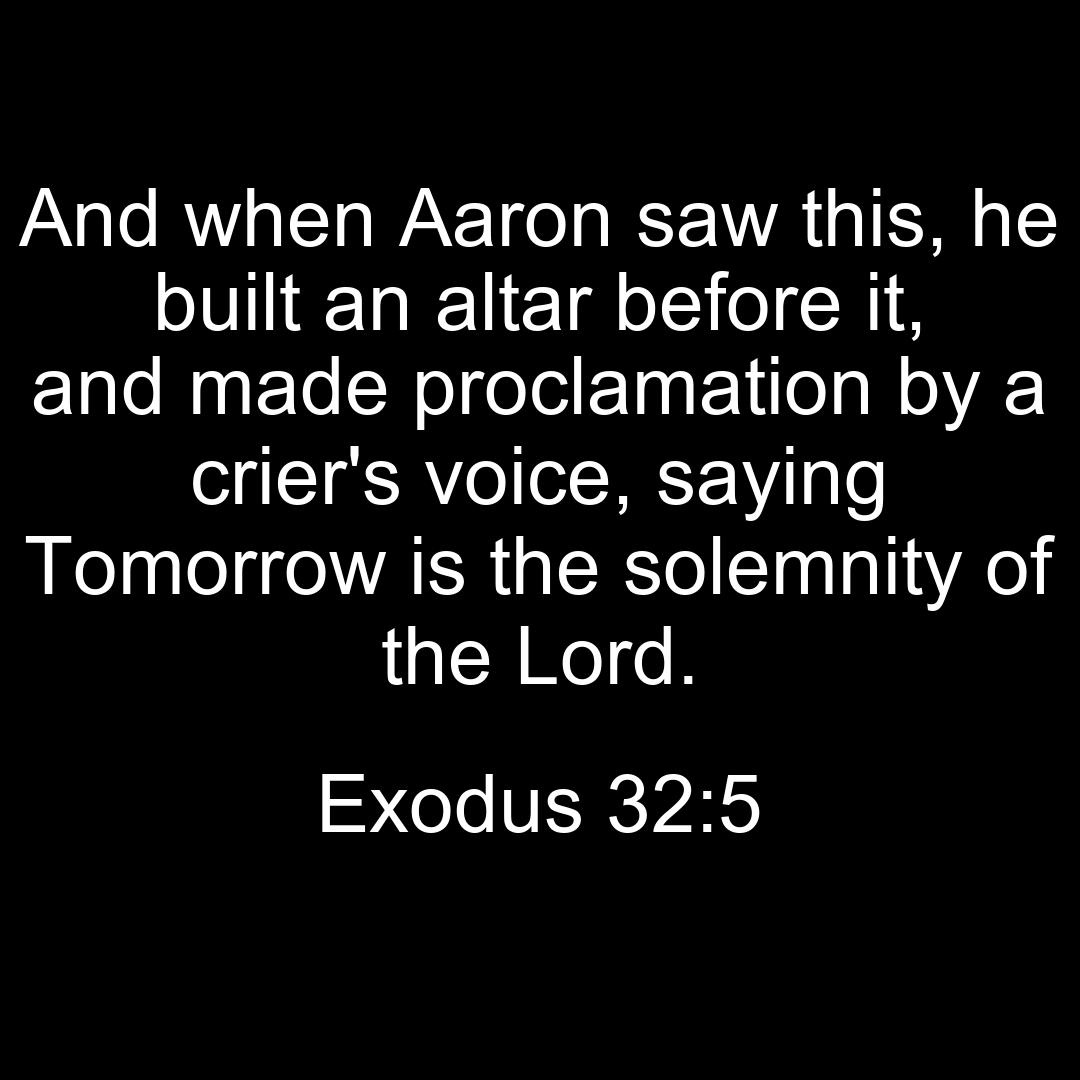 And when Aaron saw this, he
built an altar before it,
and made proclamation by a
crier's voice, saying
Tomorrow is the solemnity of
the Lord.
Exodus 32:5